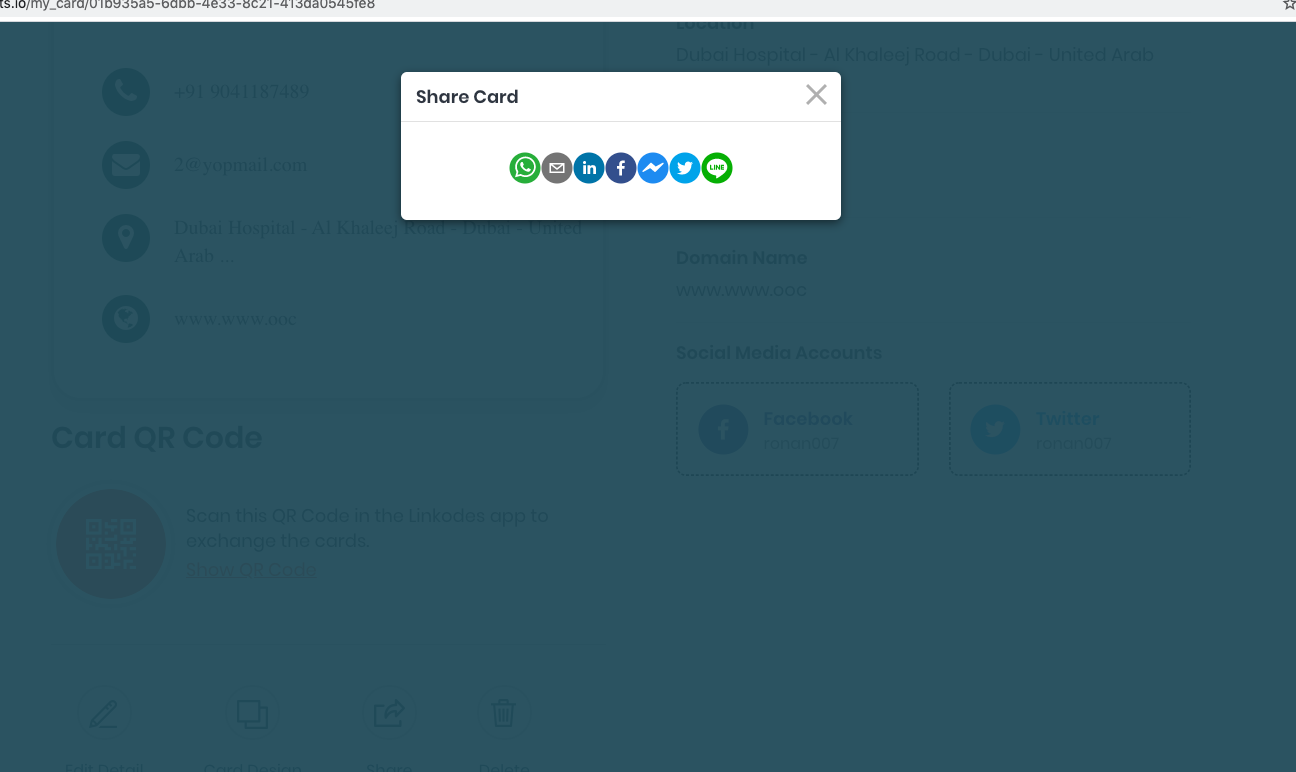 ts.io/my_card/01b935a5-6dbb-4e33-8c21-413da0545fe8
Location
Dubai Hospital - Al Khaleej Road - Dubai - United Arab
Share Card
LINE
+91 9041187489
2@yopmail.com
Dubai Hospital - Al Khaleej Road - Dubai - United
Arab ...
www.www.ooc
Domain Name
www.www.ooc
Social Media Accounts
Facebook
ronan007
Twitter
ronan007
Card QR Code
Scan this QR Code in the Linkodes app to
exchange the cards.
Show QR Code
Edit Detail
Card Design
Share
Delete